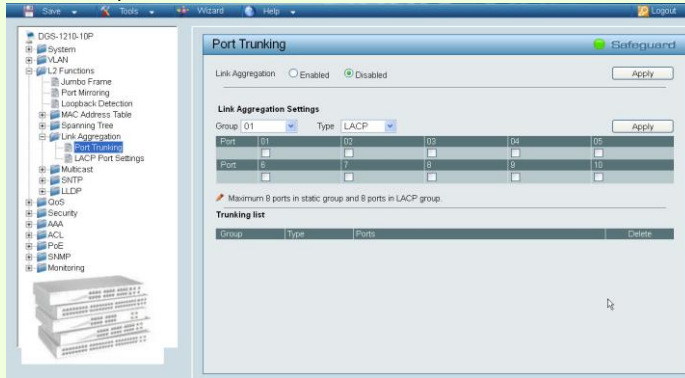 Save Tools Wizard Help Logout
DGS-1210-10P
System
VLAN
L2 Functions
Jumbo Frame
Port Mirroring
Loopback Detection
MAC Address Table
Spanning Tree
Link Aggregation
Port Trunking
LACP Port Settings
Multicast
SNTP
LLDP
QoS
Security
AAA
ACL
PoE
SNMP
Monitoring
Port Trunking
Safeguard
Link Aggregation Enabled Disabled Apply
Link Aggregation Settings
Group 01 Type LACP Apply
Port 01 02 03 04 05
Port 6 7 8 9 10
Maximum 8 ports in static group and 8 ports in LACP group.
Trunking list
Group Type Ports Delete